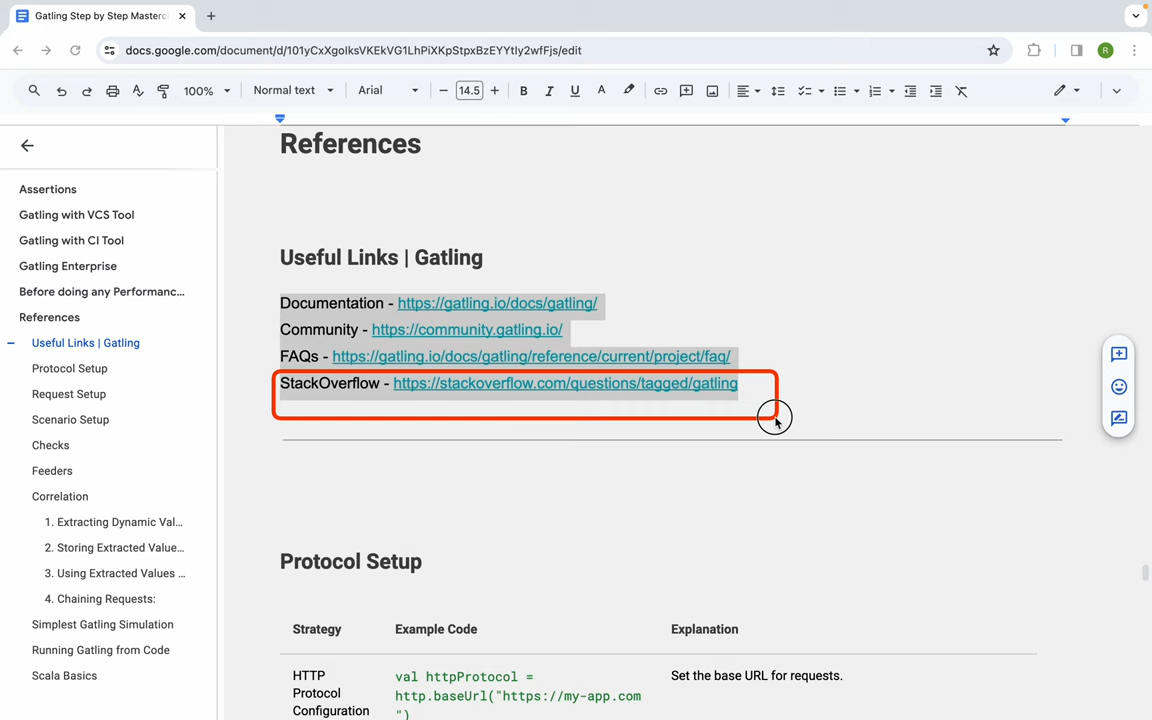 Gatling Step by Step Masterc
docs.google.com/document/d/101yCxXgolksVKEkVG1LhPiXKpStpxBzEYYtIy2wfFjs/edit
R
100%
Normal text
Arial
14.5
B
I
U
A
Assertions
Gatling with VCS Tool
Gatling with CI Tool
Gatling Enterprise
Before doing any Performanc...
References
Useful Links | Gatling
Protocol Setup
Request Setup
Scenario Setup
Checks
Feeders
Correlation
1. Extracting Dynamic Val...
2. Storing Extracted Value...
3. Using Extracted Values ...
4. Chaining Requests:
Simplest Gatling Simulation
Running Gatling from Code
Scala Basics
References
Useful Links | Gatling
Documentation - https://gatling.io/docs/gatling/
Community - https://community.gatling.io/
FAQs - https://gatling.io/docs/gatling/reference/current/project/faq/
StackOverflow - https://stackoverflow.com/questions/tagged/gatling
Protocol Setup
Strategy Example Code Explanation
HTTP
Protocol
Configuration
val httpProtocol =
http.baseUrl("https://my-app.com
")
Set the base URL for requests.